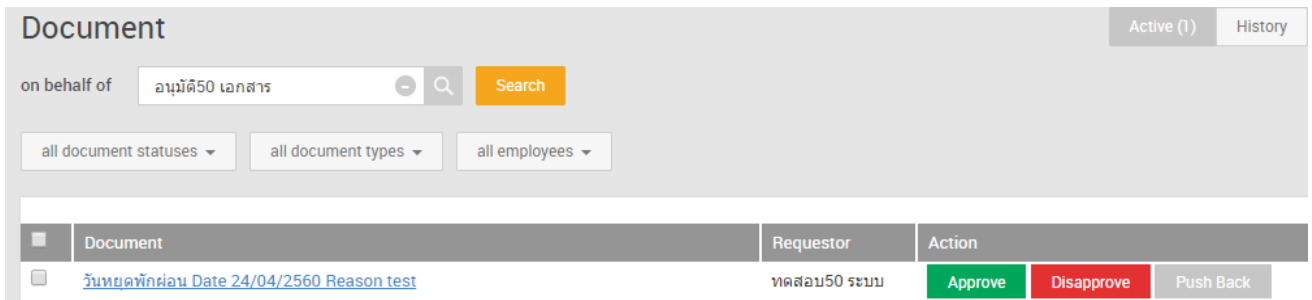 Document Active (1) History
on behalf of อนุมัติ50 เอกสาร Search
all document statuses all document types all employees
Document Requestor Action
วันหยุดพักผ่อน Date 24/04/2560 Reason test ทดสอบ50 ระบบ Approve Disapprove Push Back